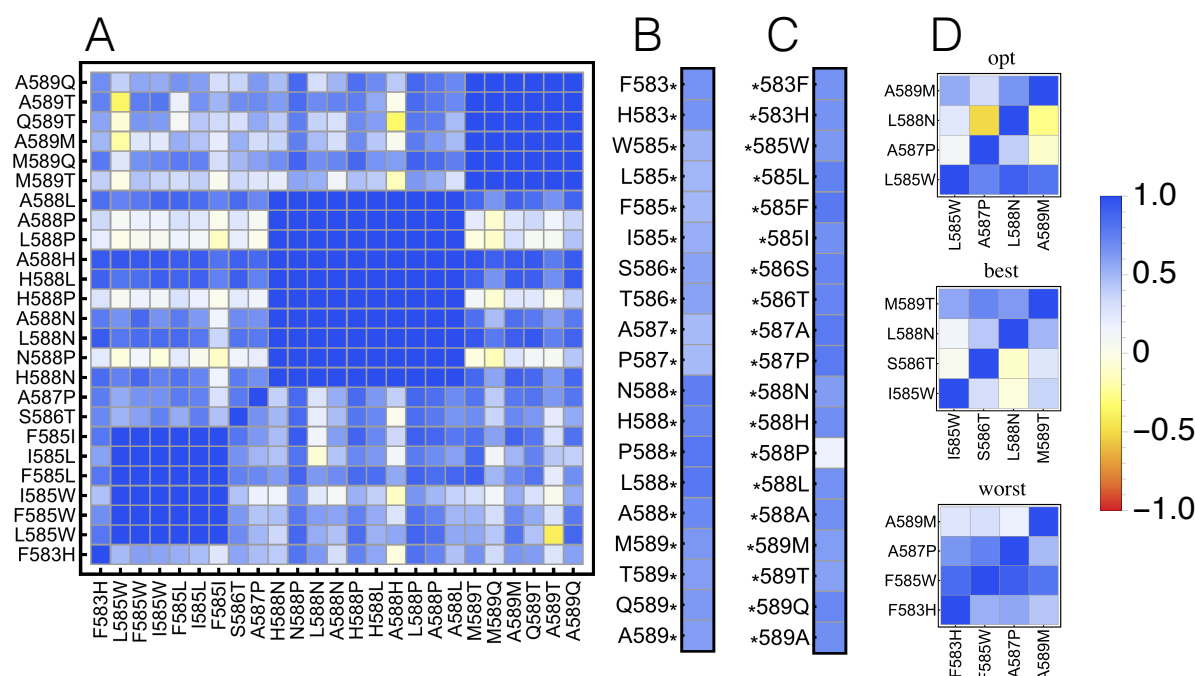 A
A589Q
A589T
Q589T
A589M
M589Q
M589T
A588L
A588P
L588P
A588H
H588L
H588P
A588N
L588N
N588P
H588N
A587P
S586T
F585I
I585L
F585L
I585W
F585W
L585W
F583H
F583H
L585W
F585W
I585W
F585L
I585L
F585I
S586T
A587P
H588N
N588P
L588N
A588N
H588P
H588L
A588H
L588P
A588P
A588L
M589T
M589Q
A589M
Q589T
A589T
A589Q
B
F583*
H583*
W585*
L585*
F585*
I585*
S586*
T586*
A587*
P587*
N588*
H588*
P588*
L588*
A588*
M589*
T589*
Q589*
A589*
C
*583F
*583H
*585W
*585L
*585F
*585I
*586S
*586T
*587A
*587P
*588N
*588H
*588P
*588L
*588A
*589M
*589T
*589Q
*589A
D
opt
A589M
L588N
A587P
L585W
L585W
A587P
L588N
A589M
best
M589T
L588N
S586T
I585W
I585W
S586T
L588N
M589T
worst
A589M
A587P
F585W
F583H
F583H
F585W
A587P
A589M
1.0
0.5
0
−0.5
−1.0